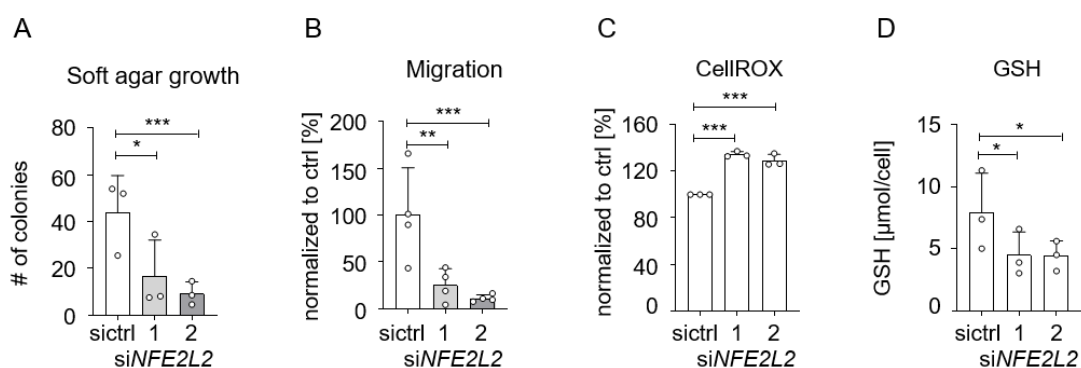 A
Soft agar growth
# of colonies
80
60
40
20
0
***
*
sictrl 1 2
siNFE2L2
B
Migration
normalized to ctrl [%]
200
150
100
50
0
***
**
sictrl 1 2
siNFE2L2
C
CellROX
normalized to ctrl [%]
160
120
80
40
0
***
***
sictrl 1 2
siNFE2L2
D
GSH
GSH [µmol/cell]
15
10
5
0
*
*
sictrl 1 2
siNFE2L2